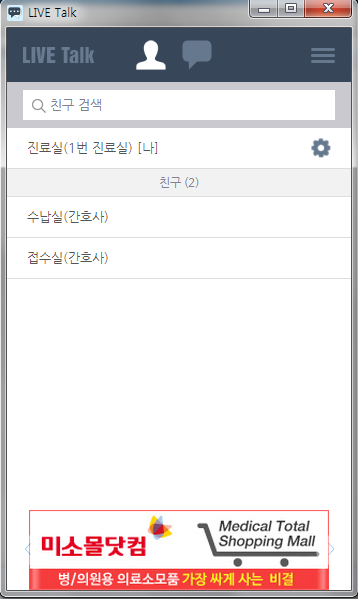 LIVE Talk
LIVE Talk
친구 검색
진료실(1번 진료실) [나]
친구 (2)
수납실(간호사)
접수실(간호사)
미소몰닷컴
Medical Total
Shopping Mall
병/의원용 의료소모품 가장 싸게 사는 비결